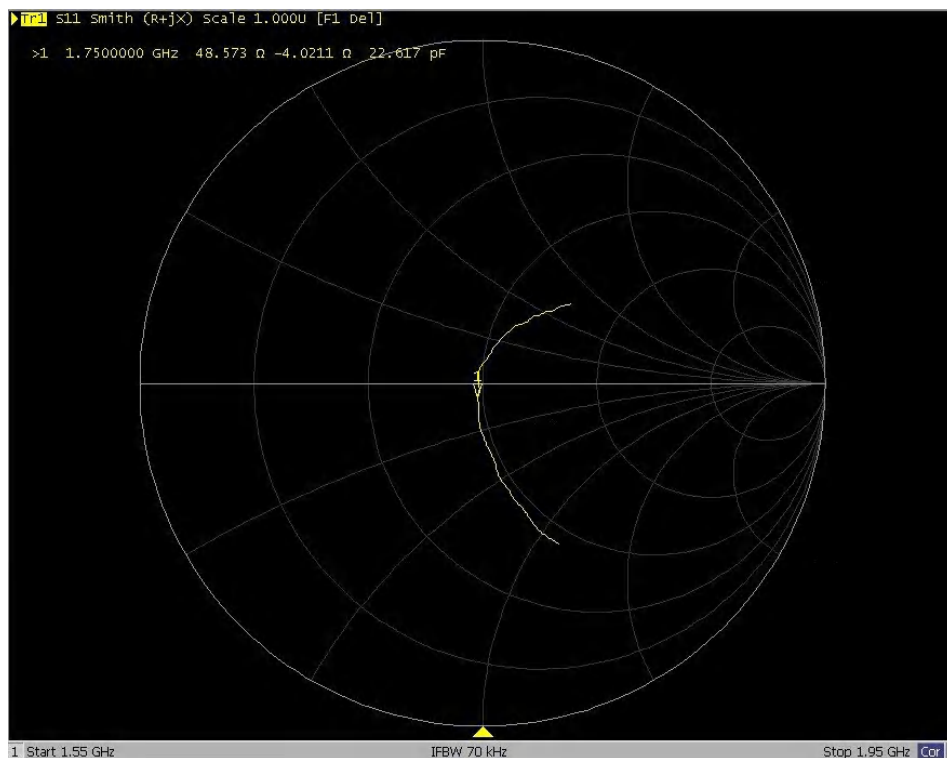 Tr1 S11 Smith (R+jX) Scale 1.000U [F1 Del]
>1 1.7500000 GHz 48.573 Ω -4.0211 Ω 22.617 pF
1
1 Start 1.55 GHz IFBW 70 kHz Stop 1.95 GHz Cor